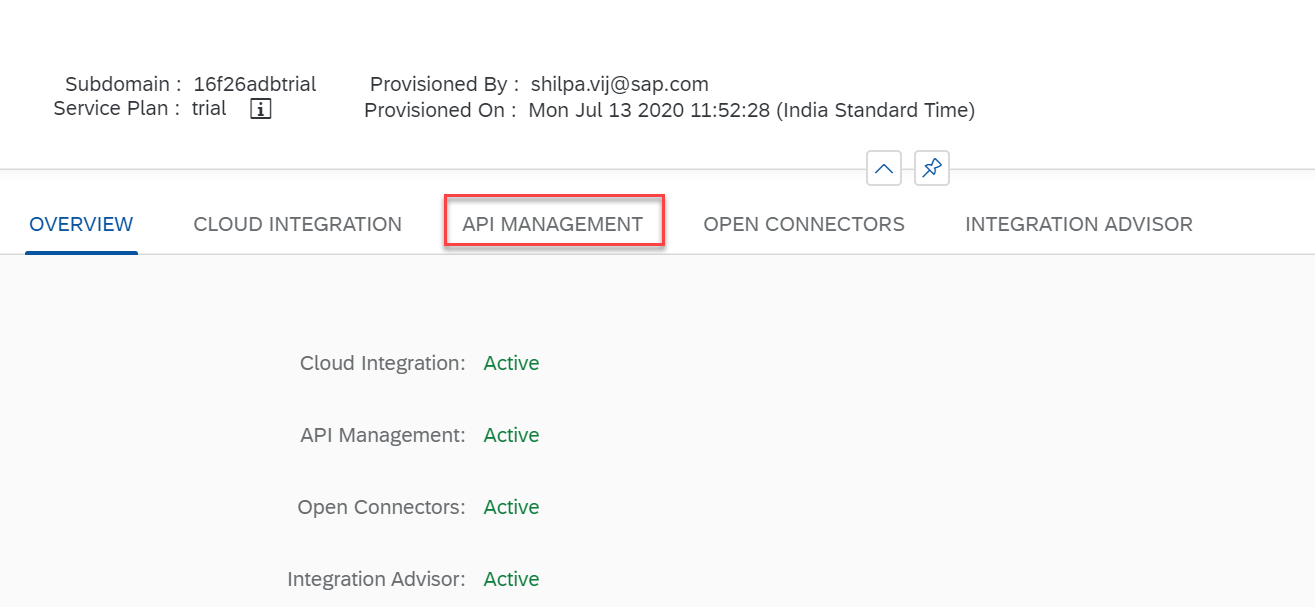 Subdomain : 16f26adbtrial Provisioned By : shilpa.vij@sap.com
Service Plan : trial Provisioned On : Mon Jul 13 2020 11:52:28 (India Standard Time)
OVERVIEW CLOUD INTEGRATION API MANAGEMENT OPEN CONNECTORS INTEGRATION ADVISOR
Cloud Integration: Active
API Management: Active
Open Connectors: Active
Integration Advisor: Active